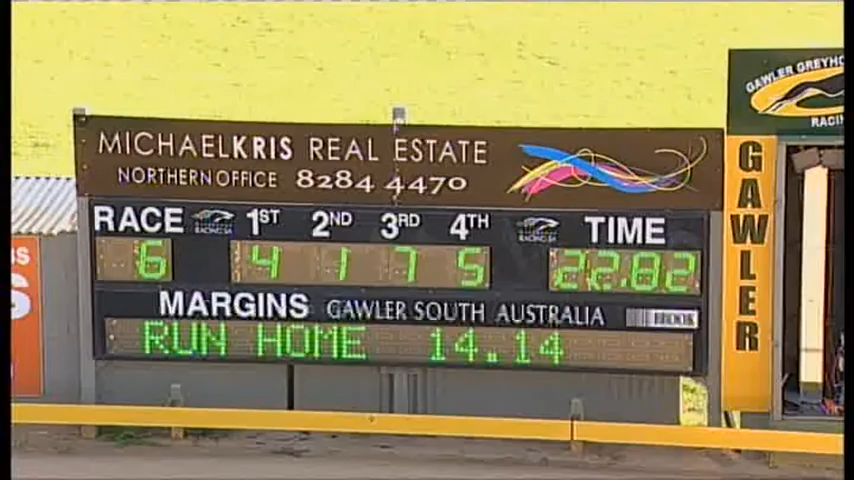 GAWLER GREYHO
RACIN
MICHAELKRIS REAL ESTATE
NORTHERN OFFICE 8284 4470
RACE 1ST 2ND 3RD 4TH TIME
6 4 1 7 5 22.82
MARGINS GAWLER SOUTH AUSTRALIA
RUN HOME 14.14
GAWLER
S
S